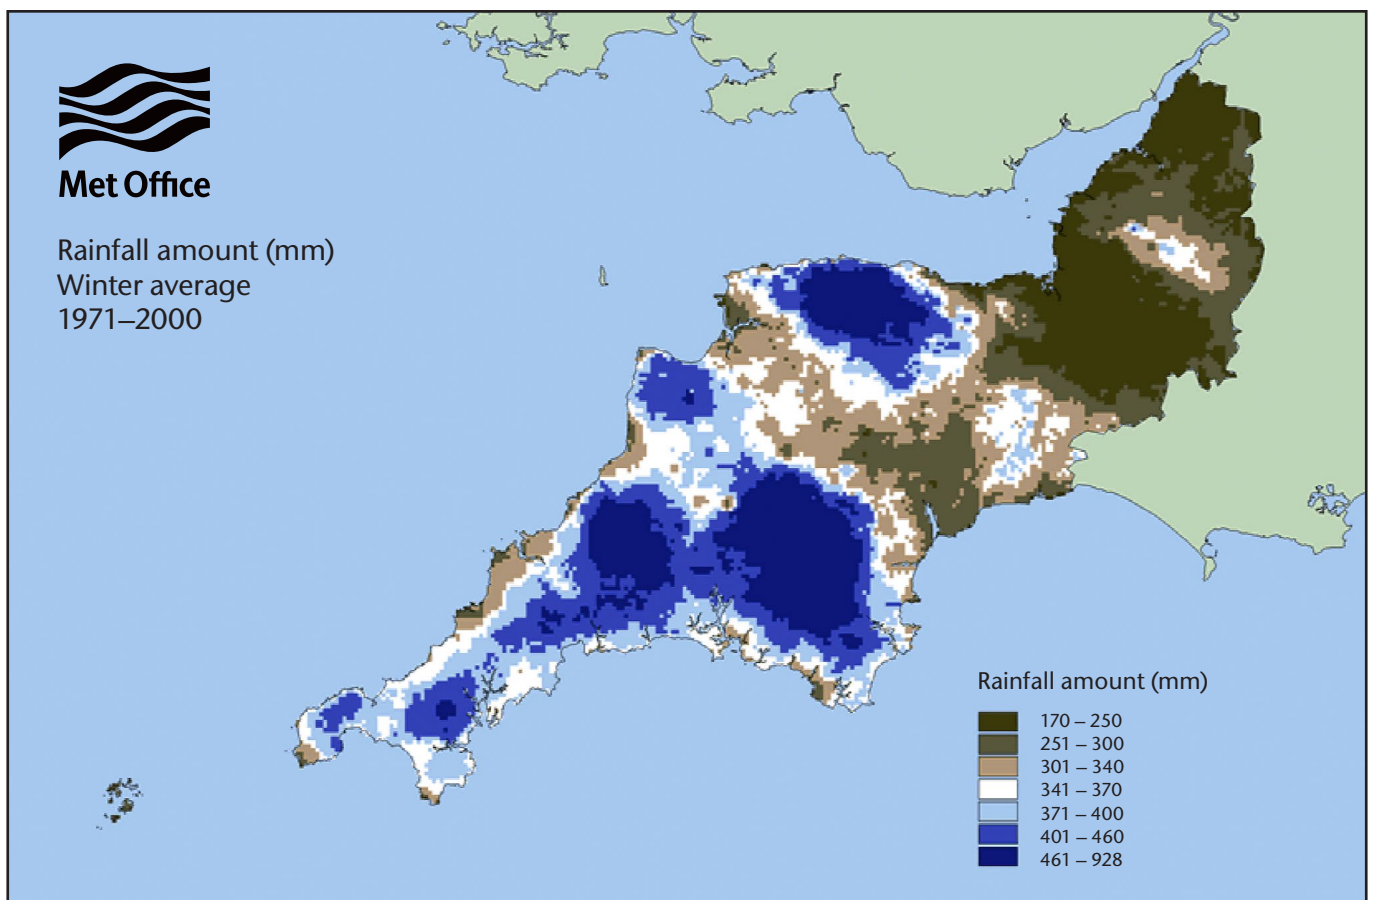 Met Office
Rainfall amount (mm)
Winter average
1971–2000
Rainfall amount (mm)
170 – 250
251 – 300
301 – 340
341 – 370
371 – 400
401 – 460
461 – 928